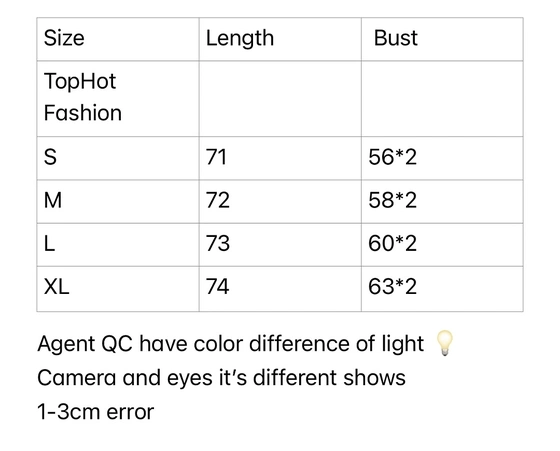 Size Length Bust
TopHot
Fashion
S 71 56*2
M 72 58*2
L 73 60*2
XL 74 63*2
Agent QC have color difference of light 💡
Camera and eyes it’s different shows
1-3cm error